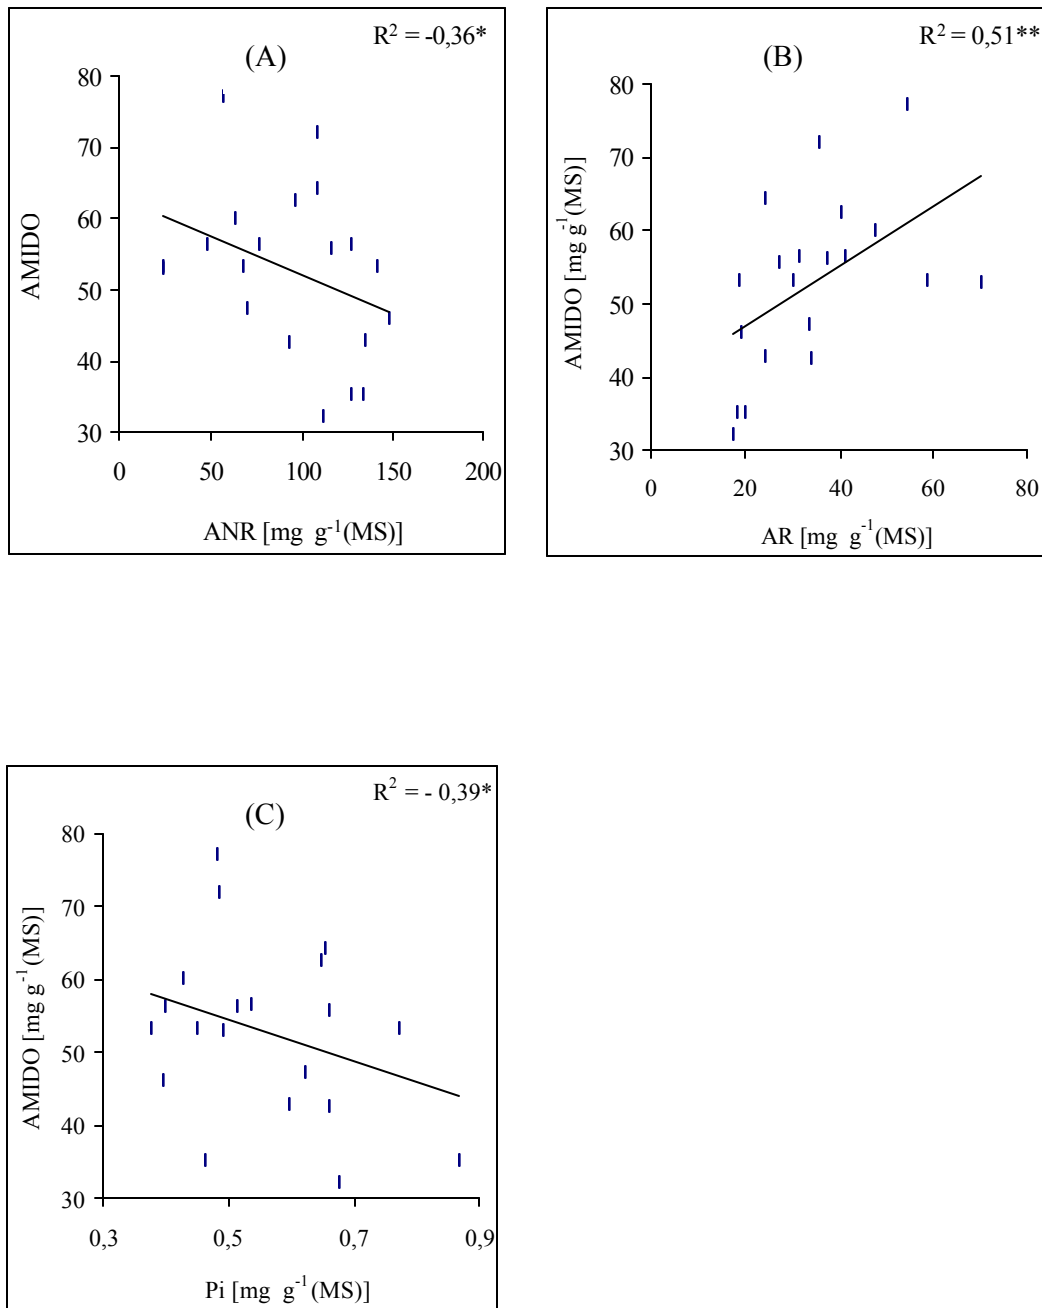 R² = -0,36*
(A)
80
70
60
50
40
30
AMIDO
0 50 100 150 200
ANR [mg g⁻¹(MS)]
R² = 0,51**
(B)
80
70
60
50
40
30
AMIDO [mg g⁻¹(MS)]
0 20 40 60 80
AR [mg g⁻¹(MS)]
R² = - 0,39*
(C)
80
70
60
50
40
30
AMIDO [mg g⁻¹(MS)]
0,3 0,5 0,7 0,9
Pi [mg g⁻¹(MS)]